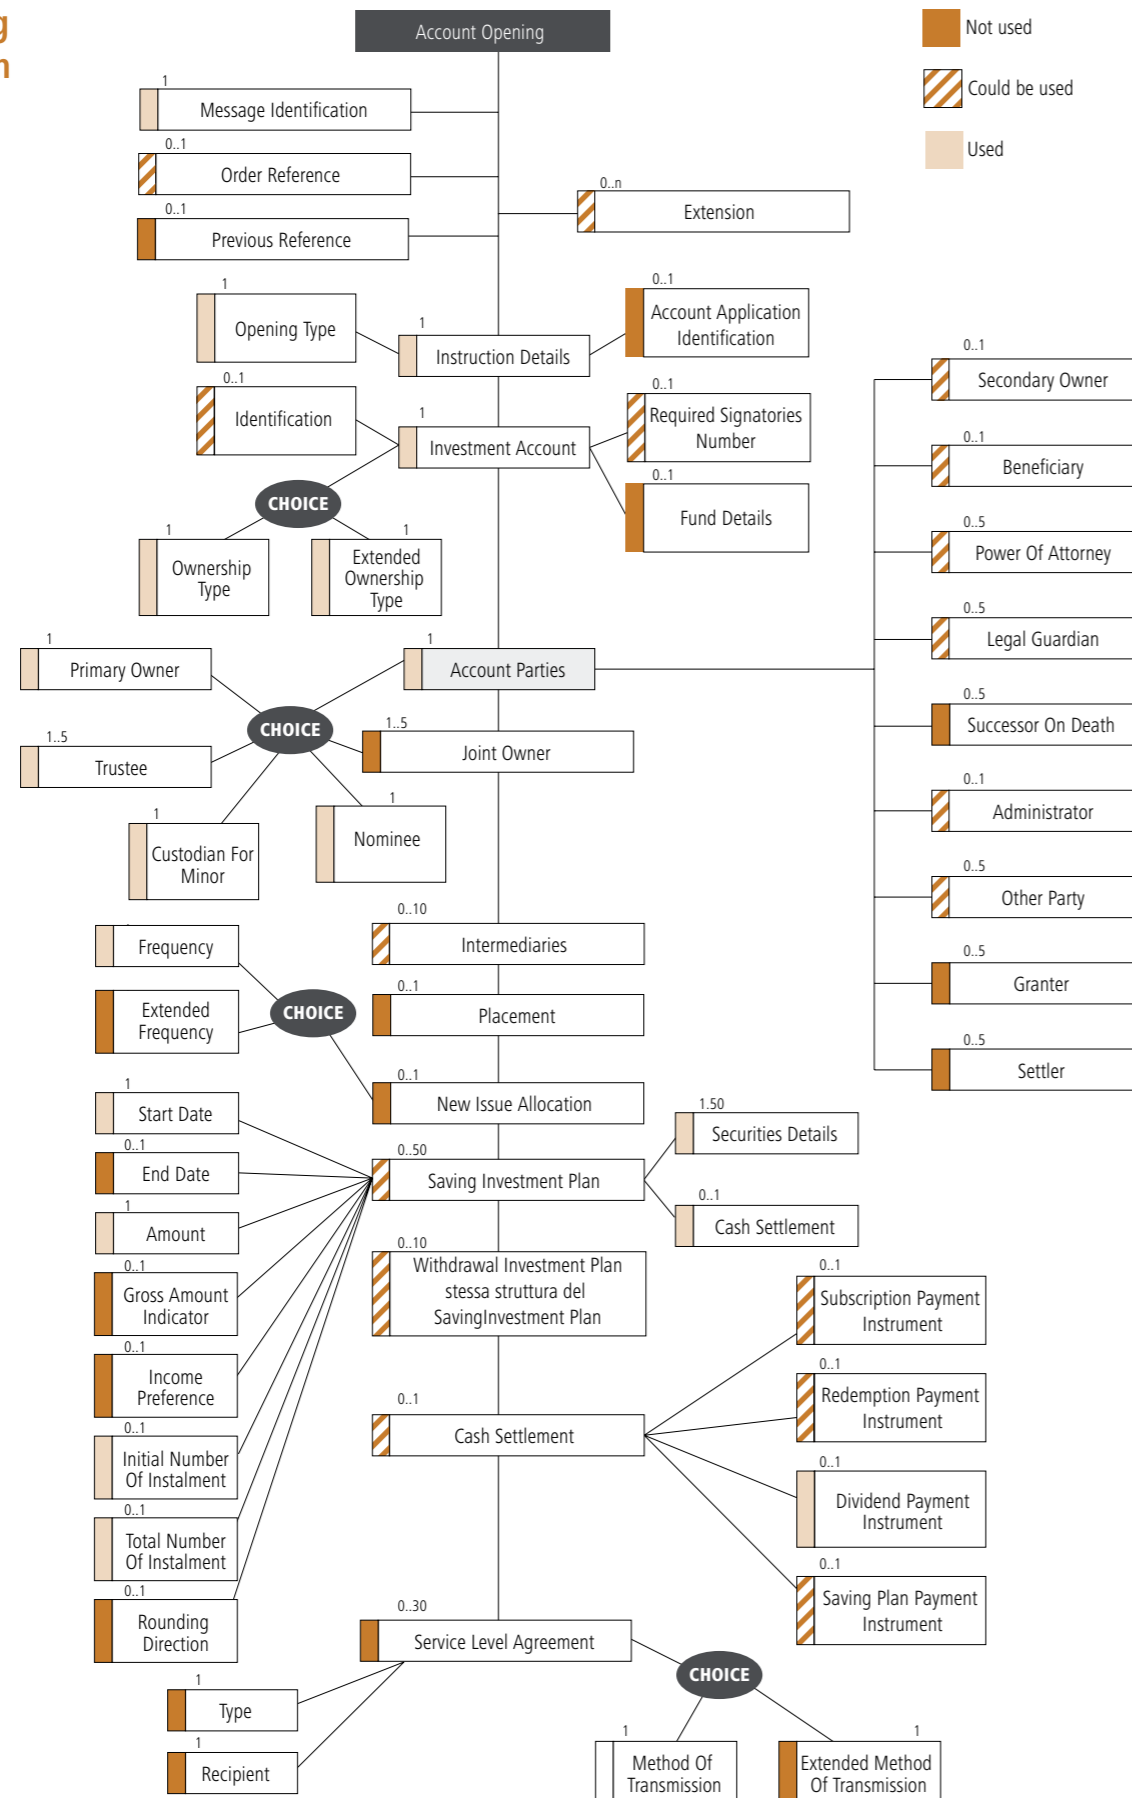 g
n
Account Opening
Not used
Could be used
Used
1
Message Identification
0..1
Order Reference
0..1
Previous Reference
0..n
Extension
1
Opening Type
1
Instruction Details
0..1
Account Application
Identification
0..1
Identification
1
Investment Account
0..1
Required Signatories
Number
0..1
Fund Details
CHOICE
1
Ownership
Type
1
Extended
Ownership
Type
0..1
Secondary Owner
0..1
Beneficiary
0..5
Power Of Attorney
0..5
Legal Guardian
0..5
Successor On Death
0..1
Administrator
0..5
Other Party
0..5
Granter
0..5
Settler
1
Primary Owner
1
Account Parties
CHOICE
1..5
Joint Owner
1..5
Trustee
1
Custodian For
Minor
1
Nominee
0..10
Intermediaries
Frequency
0..1
Placement
Extended
Frequency
CHOICE
0..1
New Issue Allocation
1
Start Date
0..1
End Date
1
Amount
0..1
Gross Amount
Indicator
0..1
Income
Preference
0..1
Initial Number
Of Instalment
0..1
Total Number
Of Instalment
0..1
Rounding
Direction
0..50
Saving Investment Plan
1.50
Securities Details
0..1
Cash Settlement
0..10
Withdrawal Investment Plan
stessa struttura del
SavingInvestment Plan
0..1
Cash Settlement
0..1
Subscription Payment
Instrument
0..1
Redemption Payment
Instrument
0..1
Dividend Payment
Instrument
0..1
Saving Plan Payment
Instrument
0..30
Service Level Agreement
1
Type
1
Recipient
CHOICE
1
Method Of
Transmission
1
Extended Method
Of Transmission